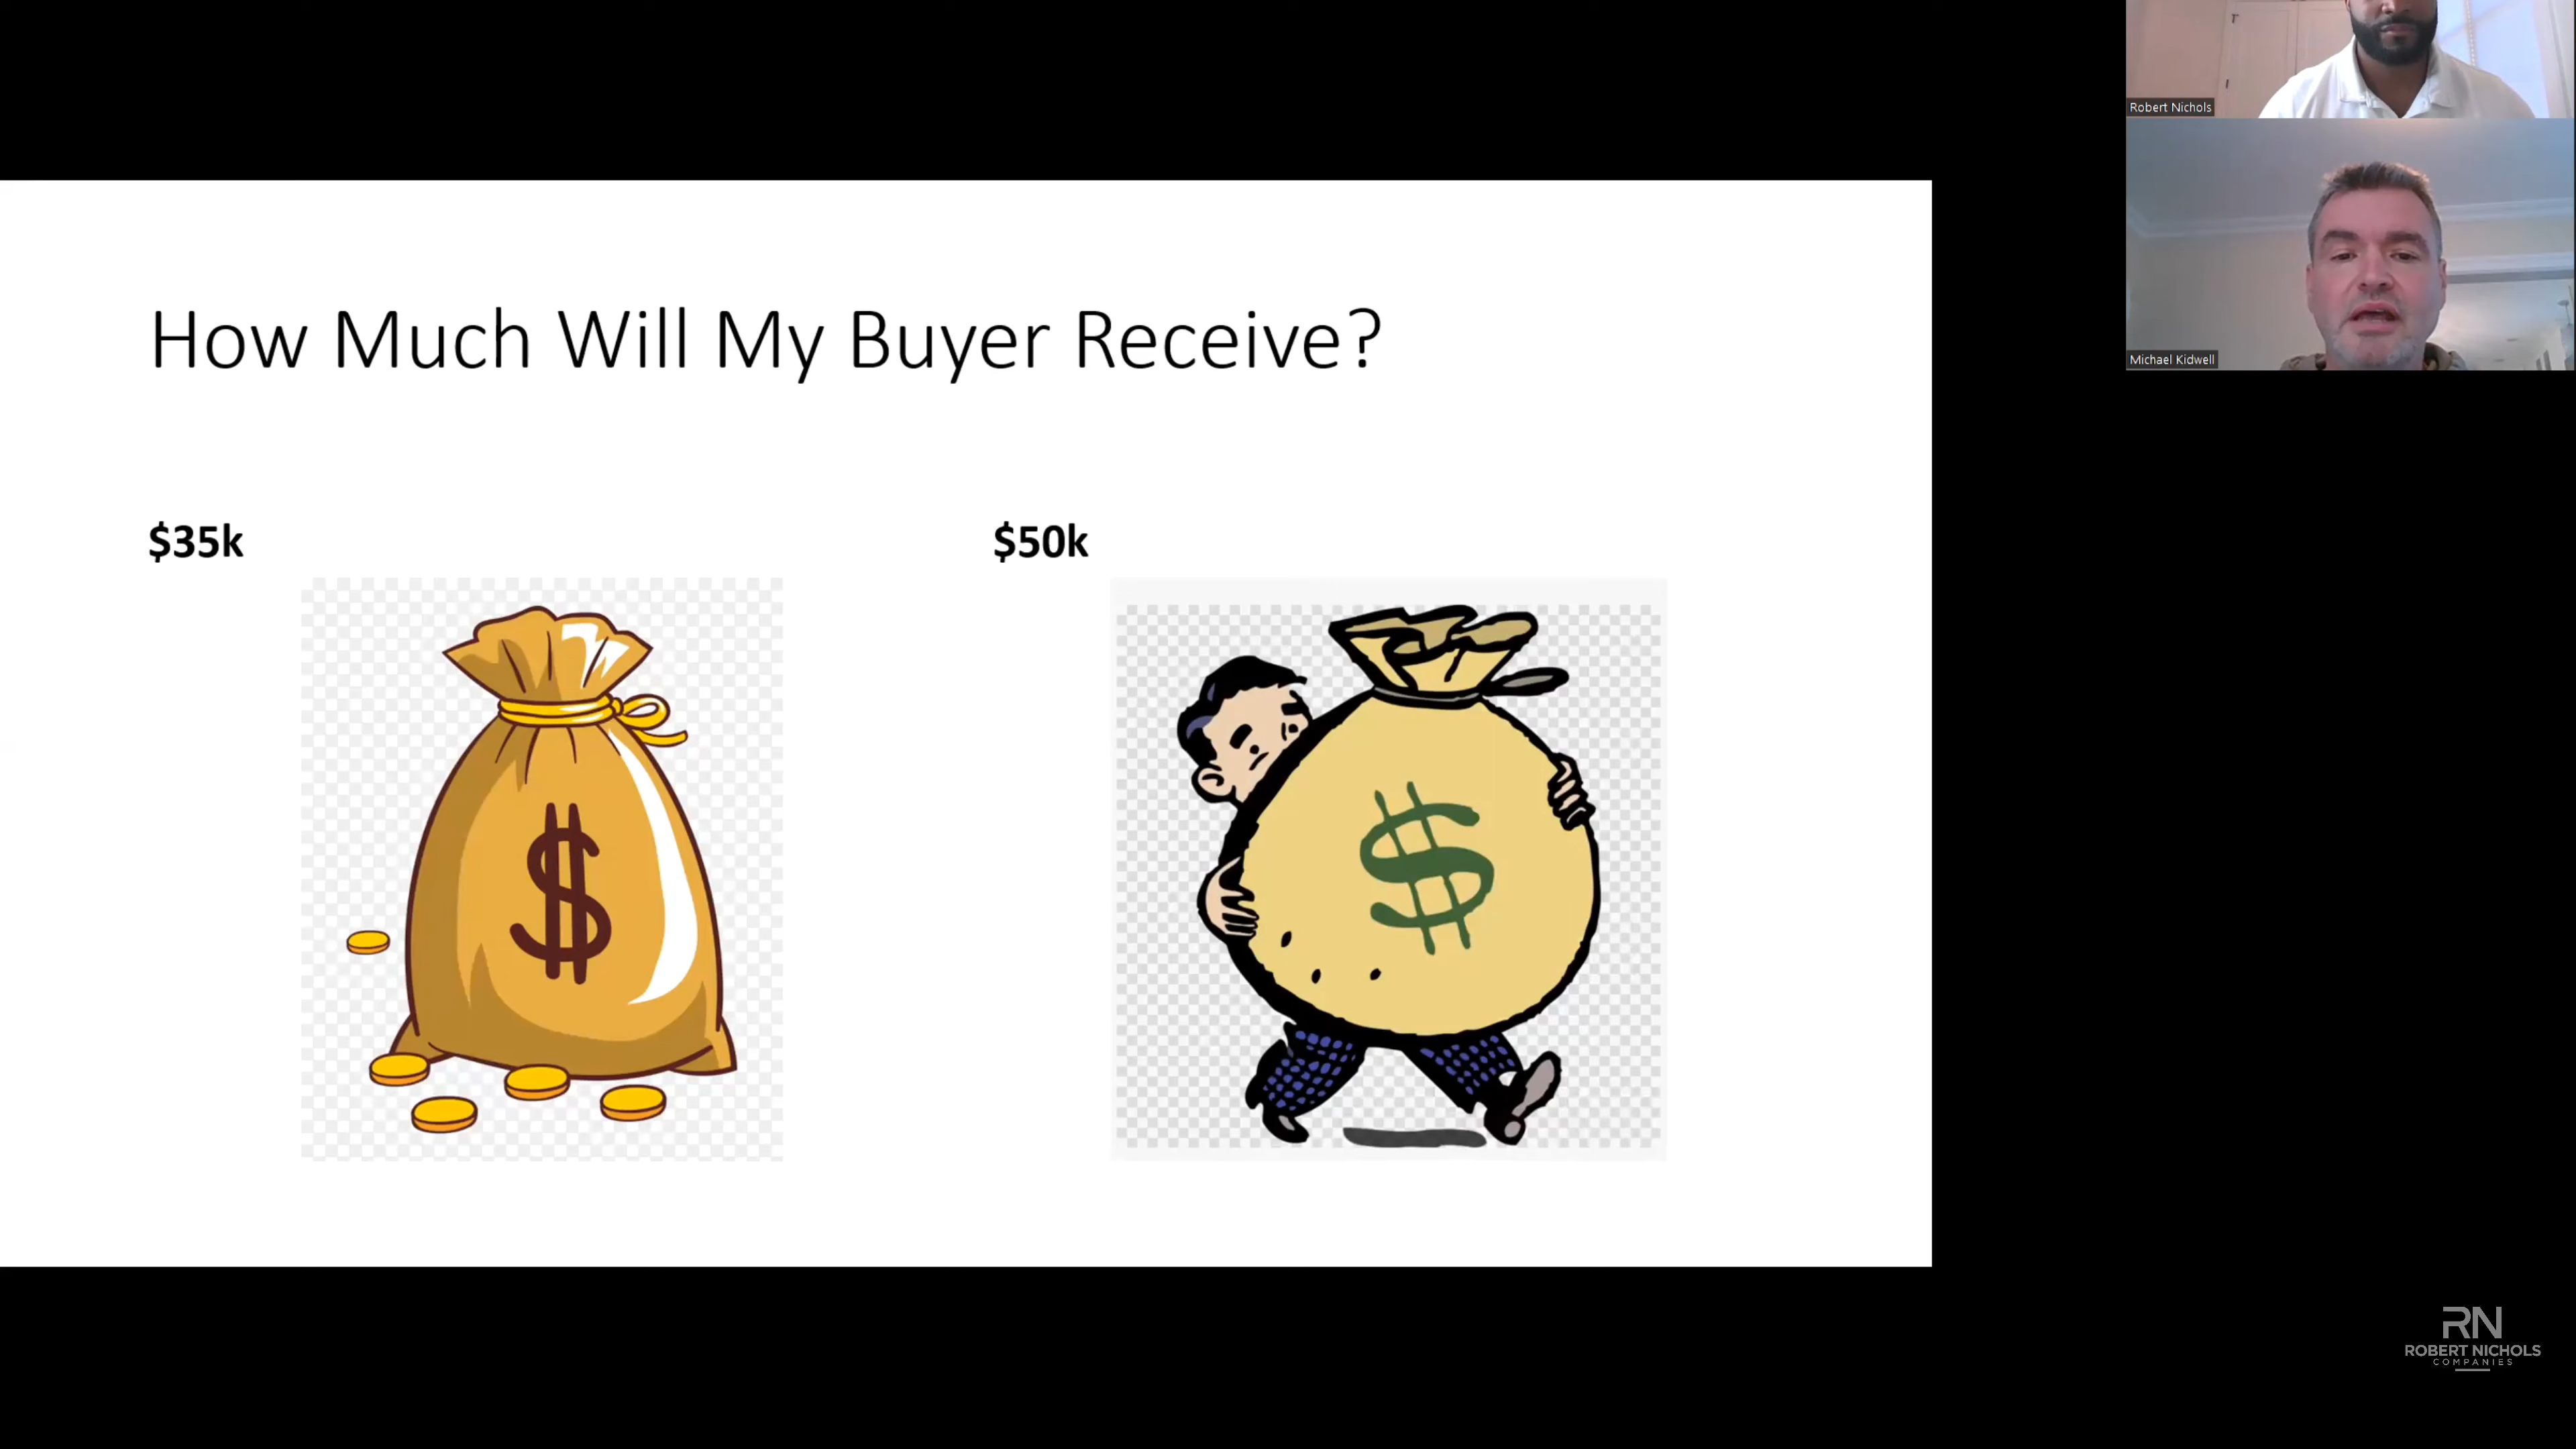 Robert Nichols
Michael Kidwell
How Much Will My Buyer Receive?
$35k
$50k
$
$
RN
ROBERT NICHOLS
COMPANIES